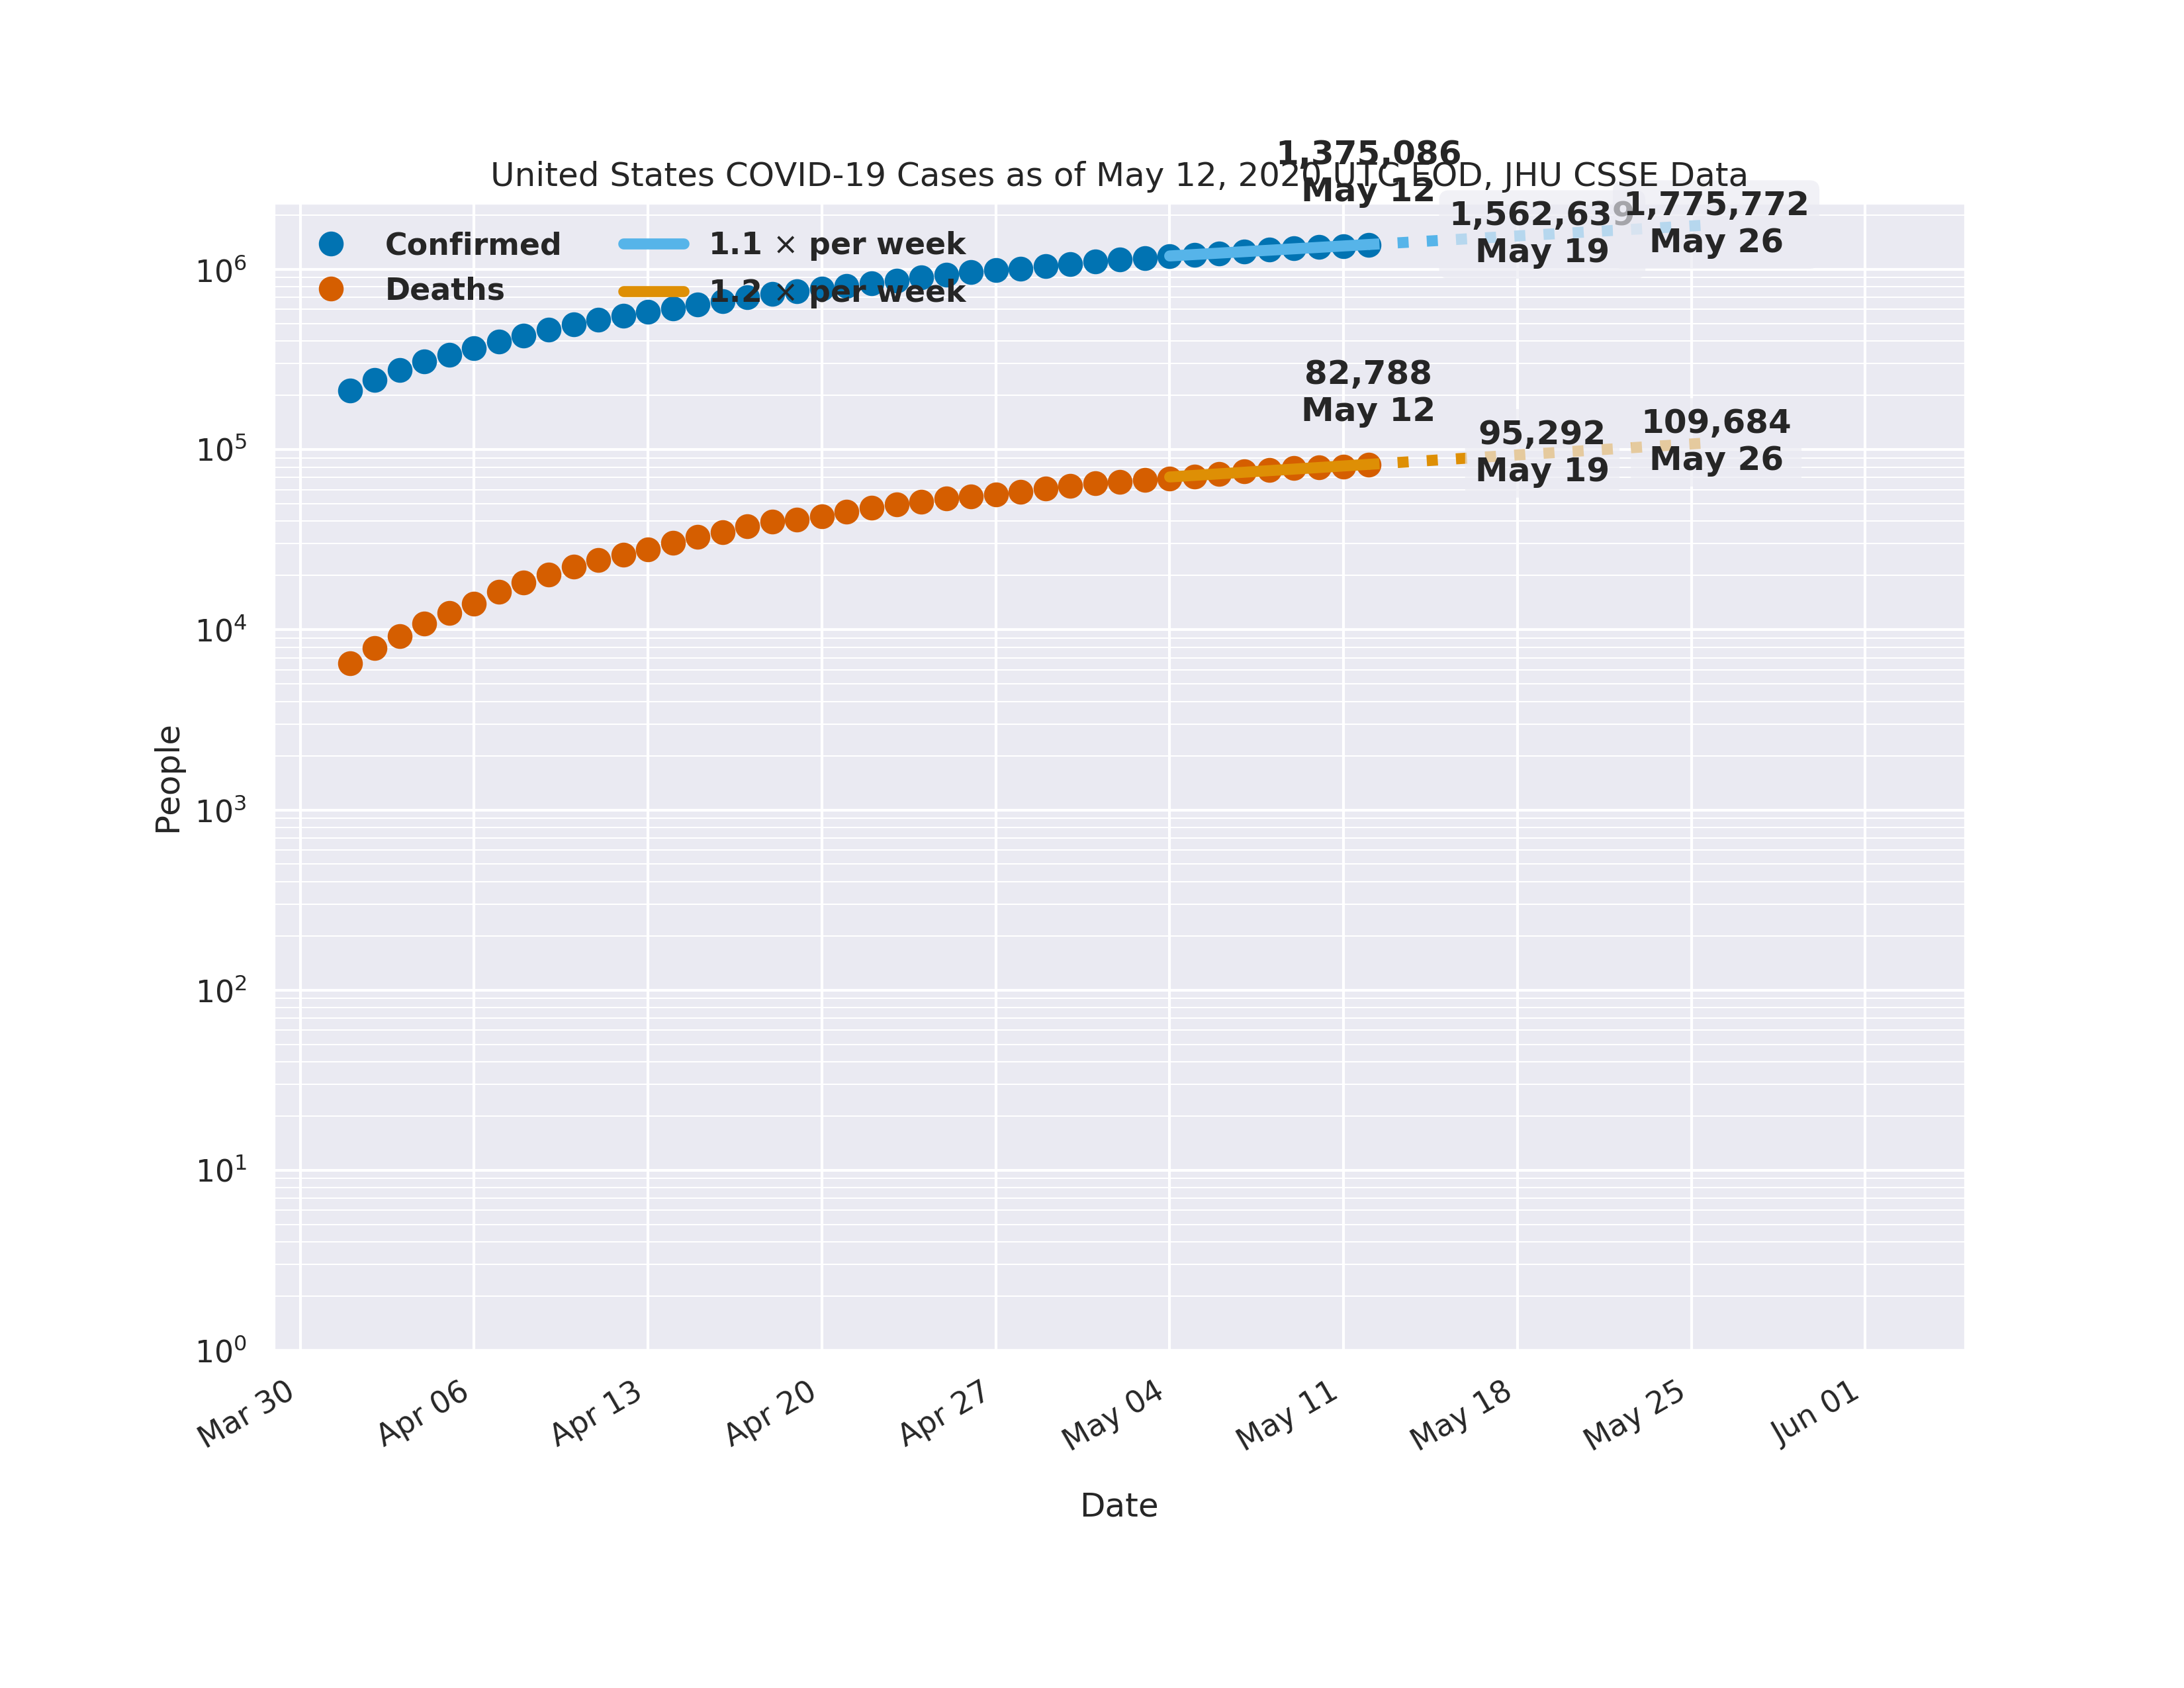 1,375,086
May 12
United States COVID-19 Cases as of May 12, 2020 UTC EOD, JHU CSSE Data
1,562,639
May 19
1,775,772
May 26
Confirmed
Deaths
1.1 × per week
1.2 × per week
82,788
May 12
95,292
May 19
109,684
May 26
10⁶
10⁵
10⁴
10³
10²
10¹
10⁰
People
Mar 30
Apr 06
Apr 13
Apr 20
Apr 27
May 04
May 11
May 18
May 25
Jun 01
Date